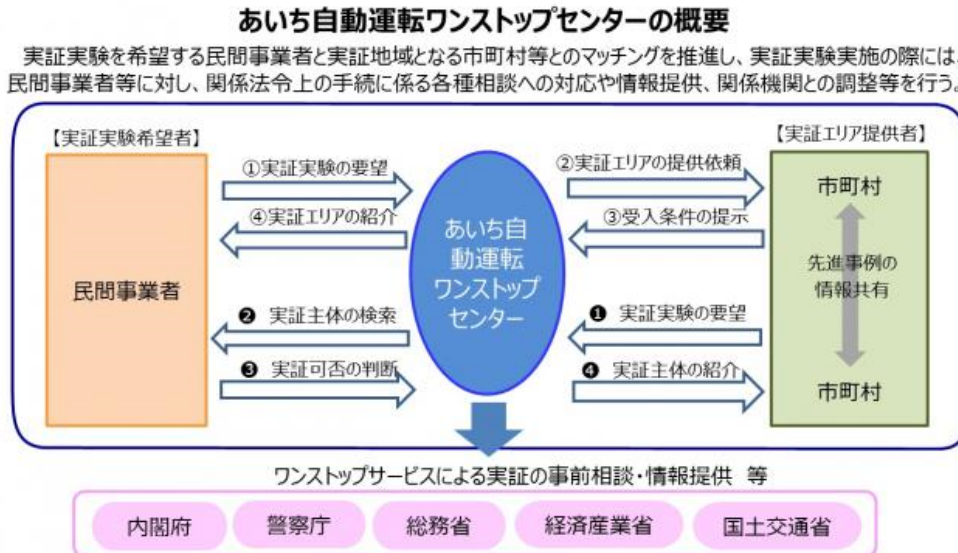 あいち自動運転ワンストップセンターの概要
実証実験を希望する民間事業者と実証地域となる市町村等とのマッチングを推進し、実証実験実施の際には、
民間事業者等に対し、関係法令上の手続に係る各種相談への対応や情報提供、関係機関との調整等を行う。
【実証実験希望者】
【実証エリア提供者】
民間事業者
①実証実験の要望
④実証エリアの紹介
❷ 実証主体の検索
❸ 実証可否の判断
あいち自
動運転
ワンストップ
センター
②実証エリアの提供依頼
③受入条件の提示
❶ 実証実験の要望
❹ 実証主体の紹介
市町村
先進事例の
情報共有
市町村
ワンストップサービスによる実証の事前相談・情報提供 等
内閣府
警察庁
総務省
経済産業省
国土交通省